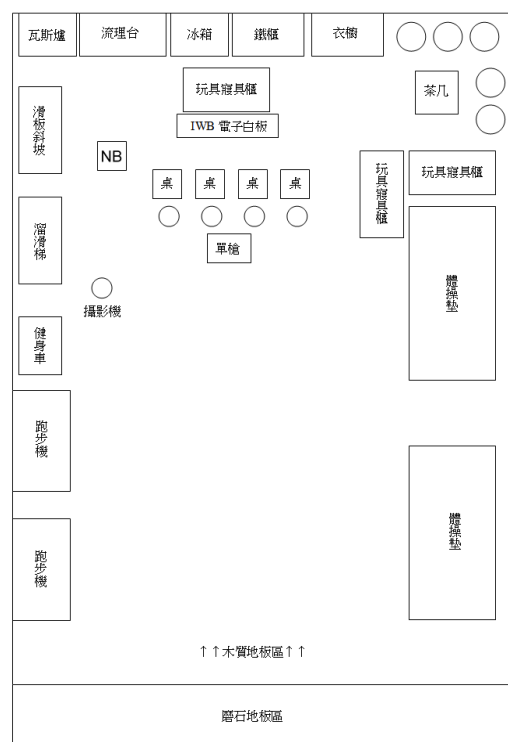 瓦斯爐
流理台
冰箱
鐵櫃
衣櫥
玩具寢具櫃
茶几
滑板斜坡
IWB 電子白板
NB
玩具寢具櫃
玩具寢具櫃
桌
桌
桌
桌
溜滑梯
單槍
體操墊
攝影機
健身車
跑步機
體操墊
跑步機
↑↑木質地板區↑↑
磨石地板區